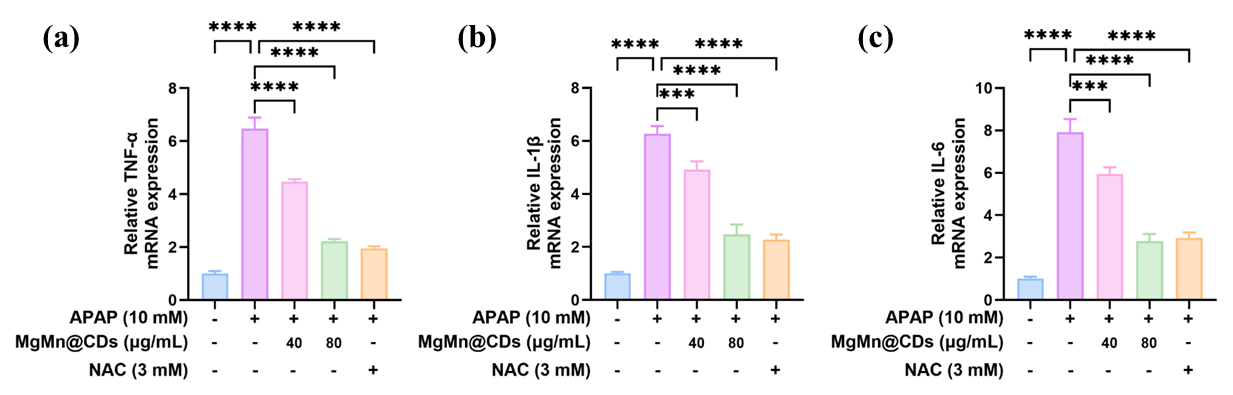 (a)
**** ****
****
****
Relative TNF-α
mRNA expression
8
6
4
2
0
APAP (10 mM) - + + + +
MgMn@CDs (μg/mL) - - 40 80 -
NAC (3 mM) - - - - +
(b)
**** ****
****
***
Relative IL-1β
mRNA expression
8
6
4
2
0
APAP (10 mM) - + + + +
MgMn@CDs (μg/mL) - - 40 80 -
NAC (3 mM) - - - - +
(c)
**** ****
****
***
Relative IL-6
mRNA expression
10
8
6
4
2
0
APAP (10 mM) - + + + +
MgMn@CDs (μg/mL) - - 40 80 -
NAC (3 mM) - - - - +